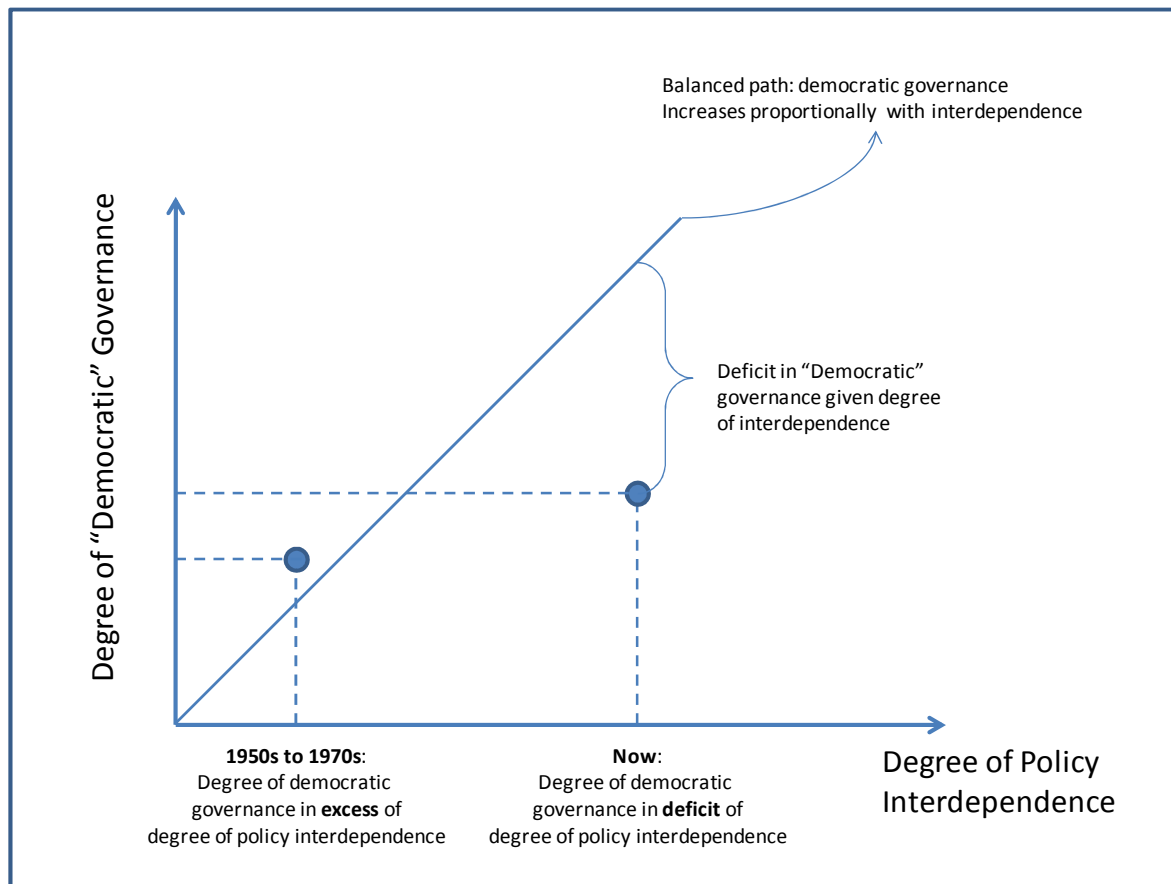 Balanced path: democratic governance
Increases proportionally with interdependence
Degree of “Democratic” Governance
Deficit in “Democratic”
governance given degree
of interdependence
1950s to 1970s:
Degree of democratic
governance in excess of
degree of policy interdependence
Now:
Degree of democratic
governance in deficit of
degree of policy interdependence
Degree of Policy
Interdependence